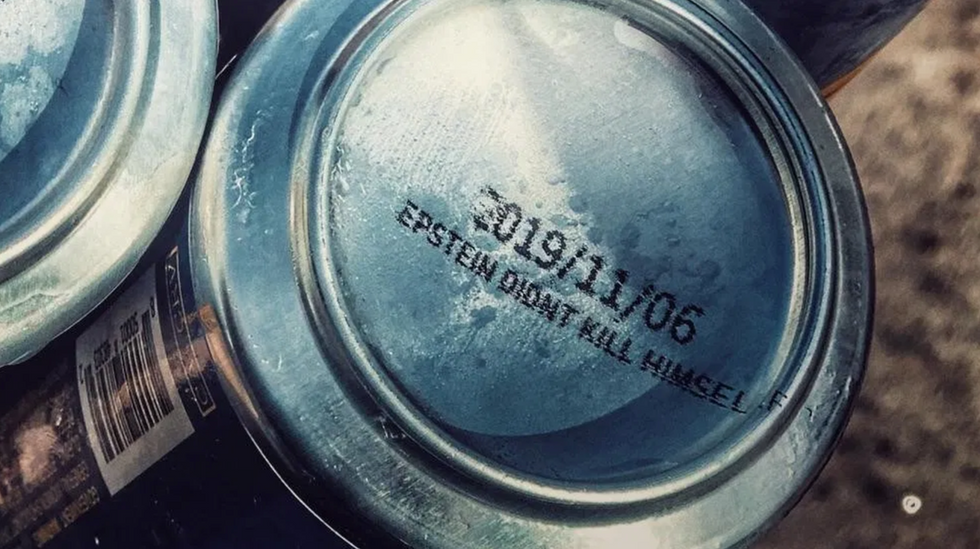 2019/11/06
EPSTEIN DIDNT KILL HIMSELF